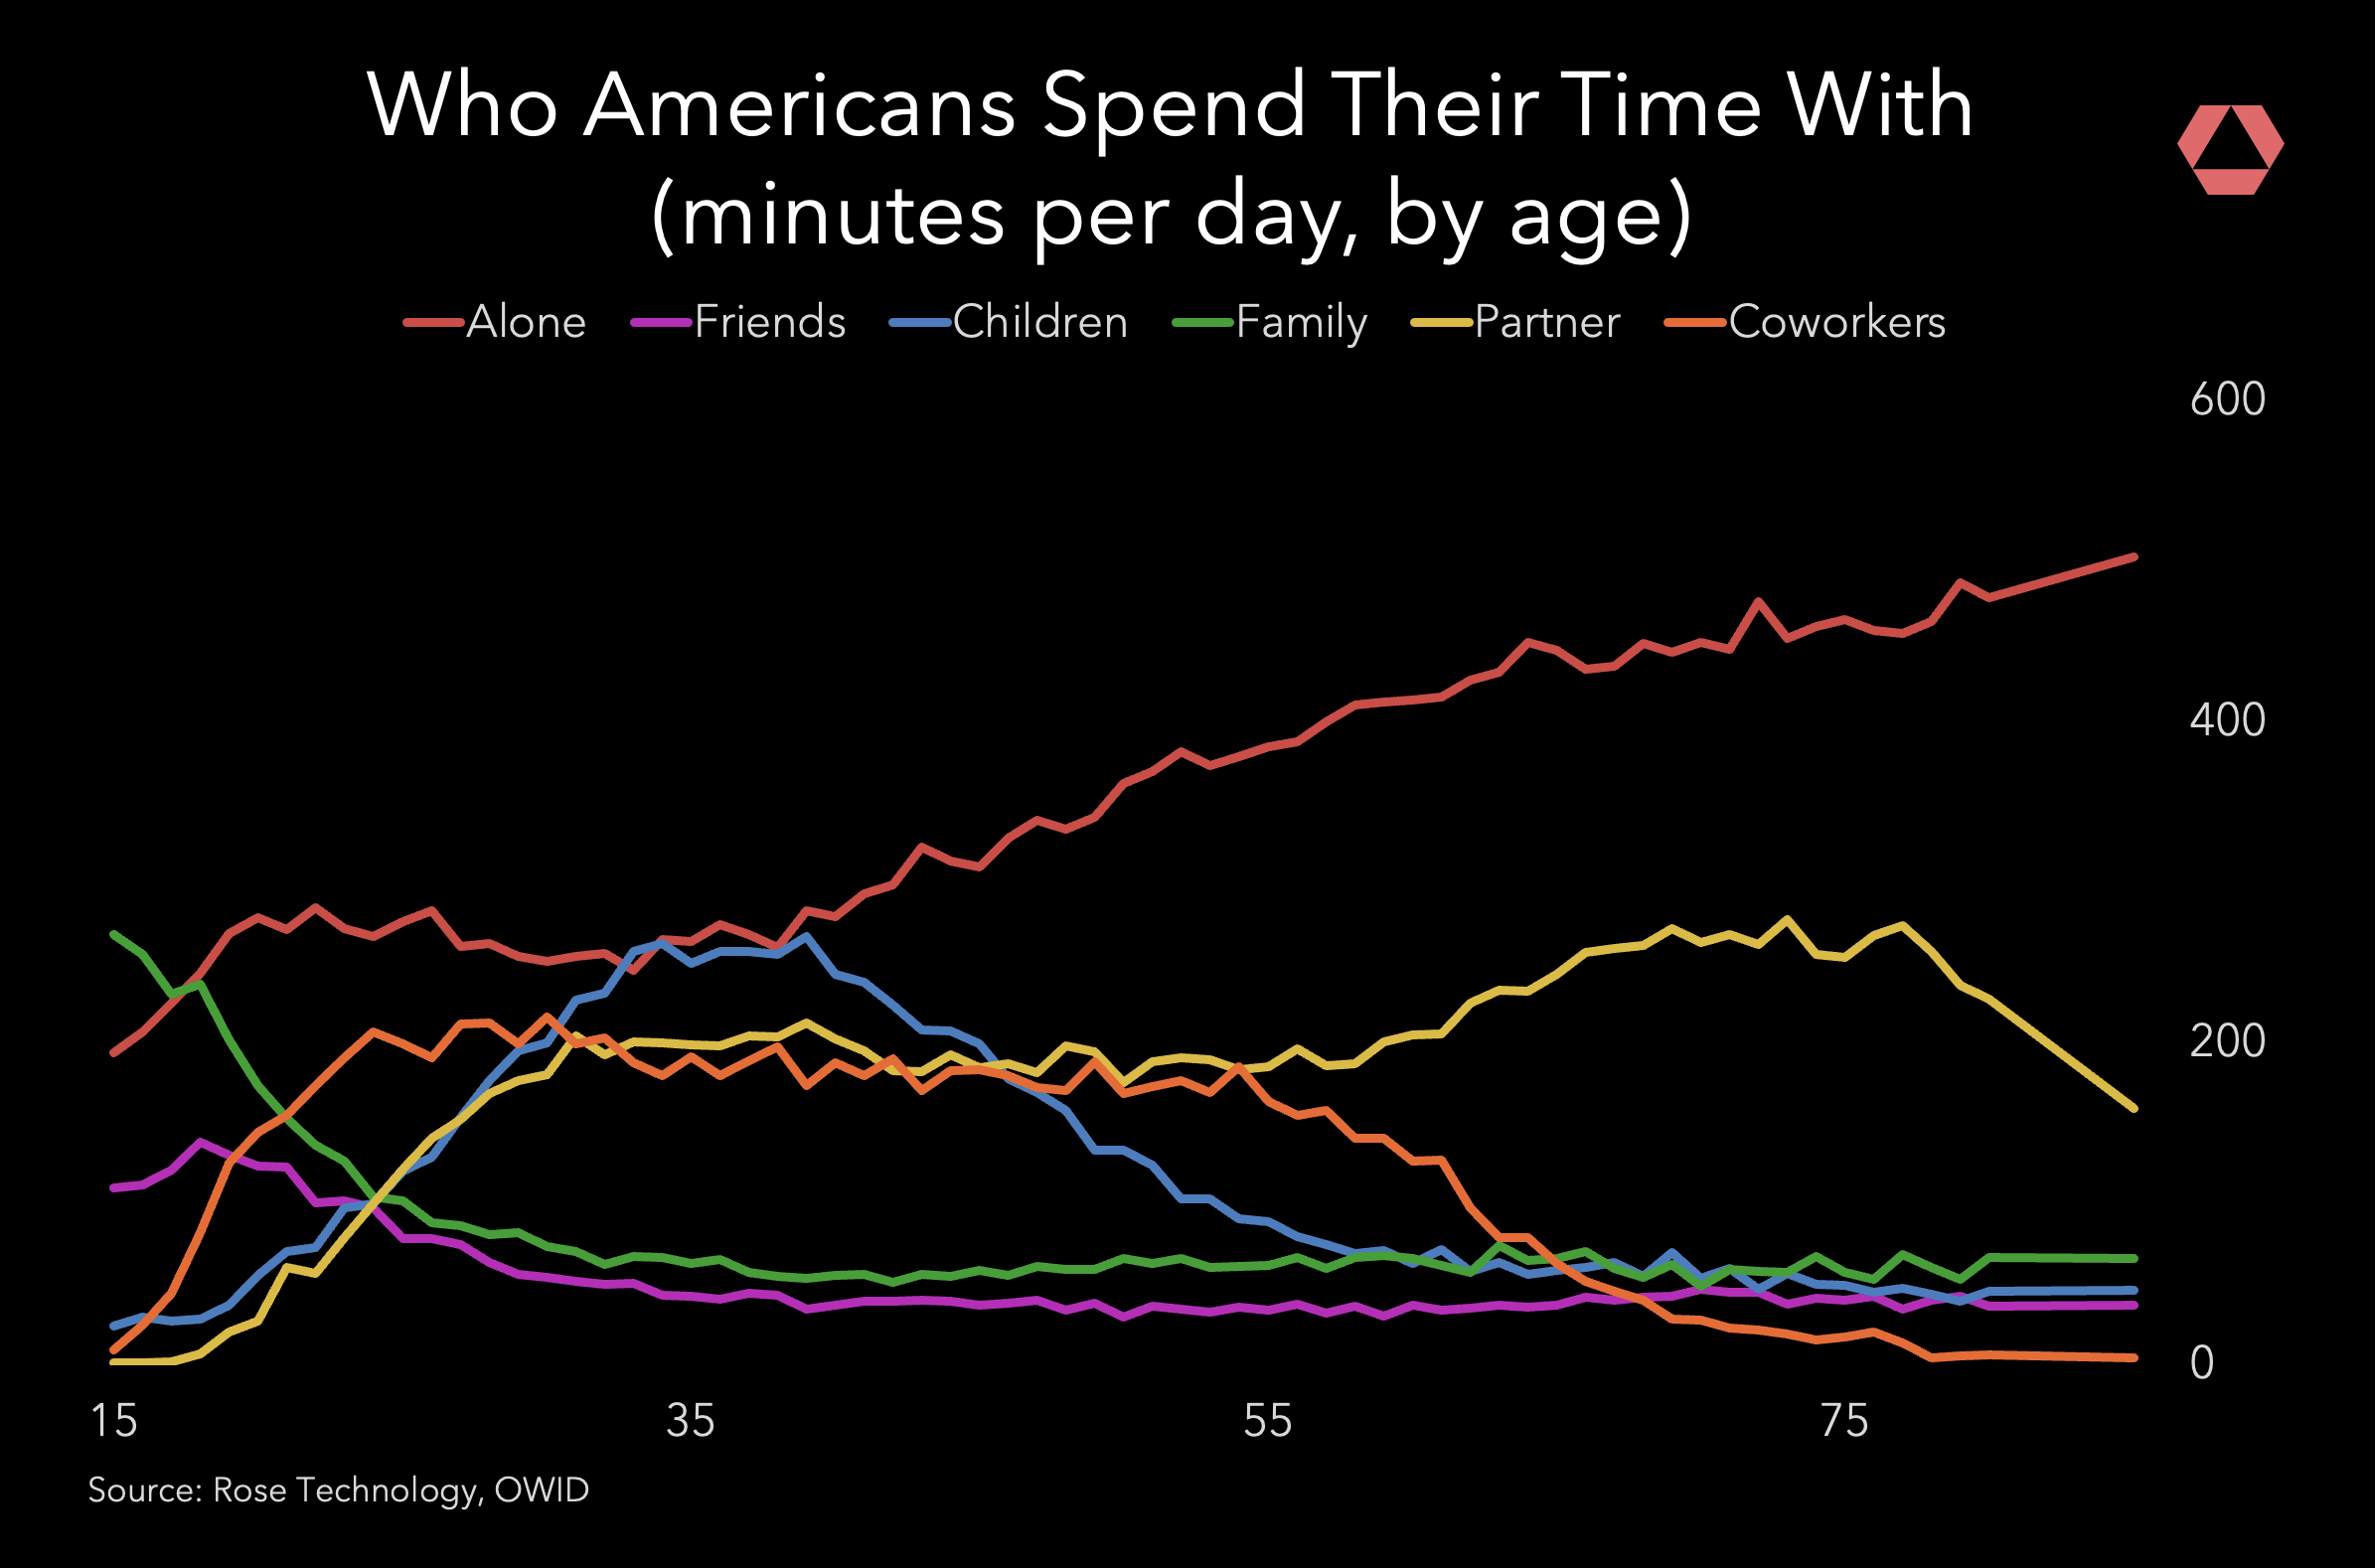 Who Americans Spend Their Time With
(minutes per day, by age)
Alone Friends Children Family Partner Coworkers
600
400
200
0
15 35 55 75
Source: Rose Technology, OWID